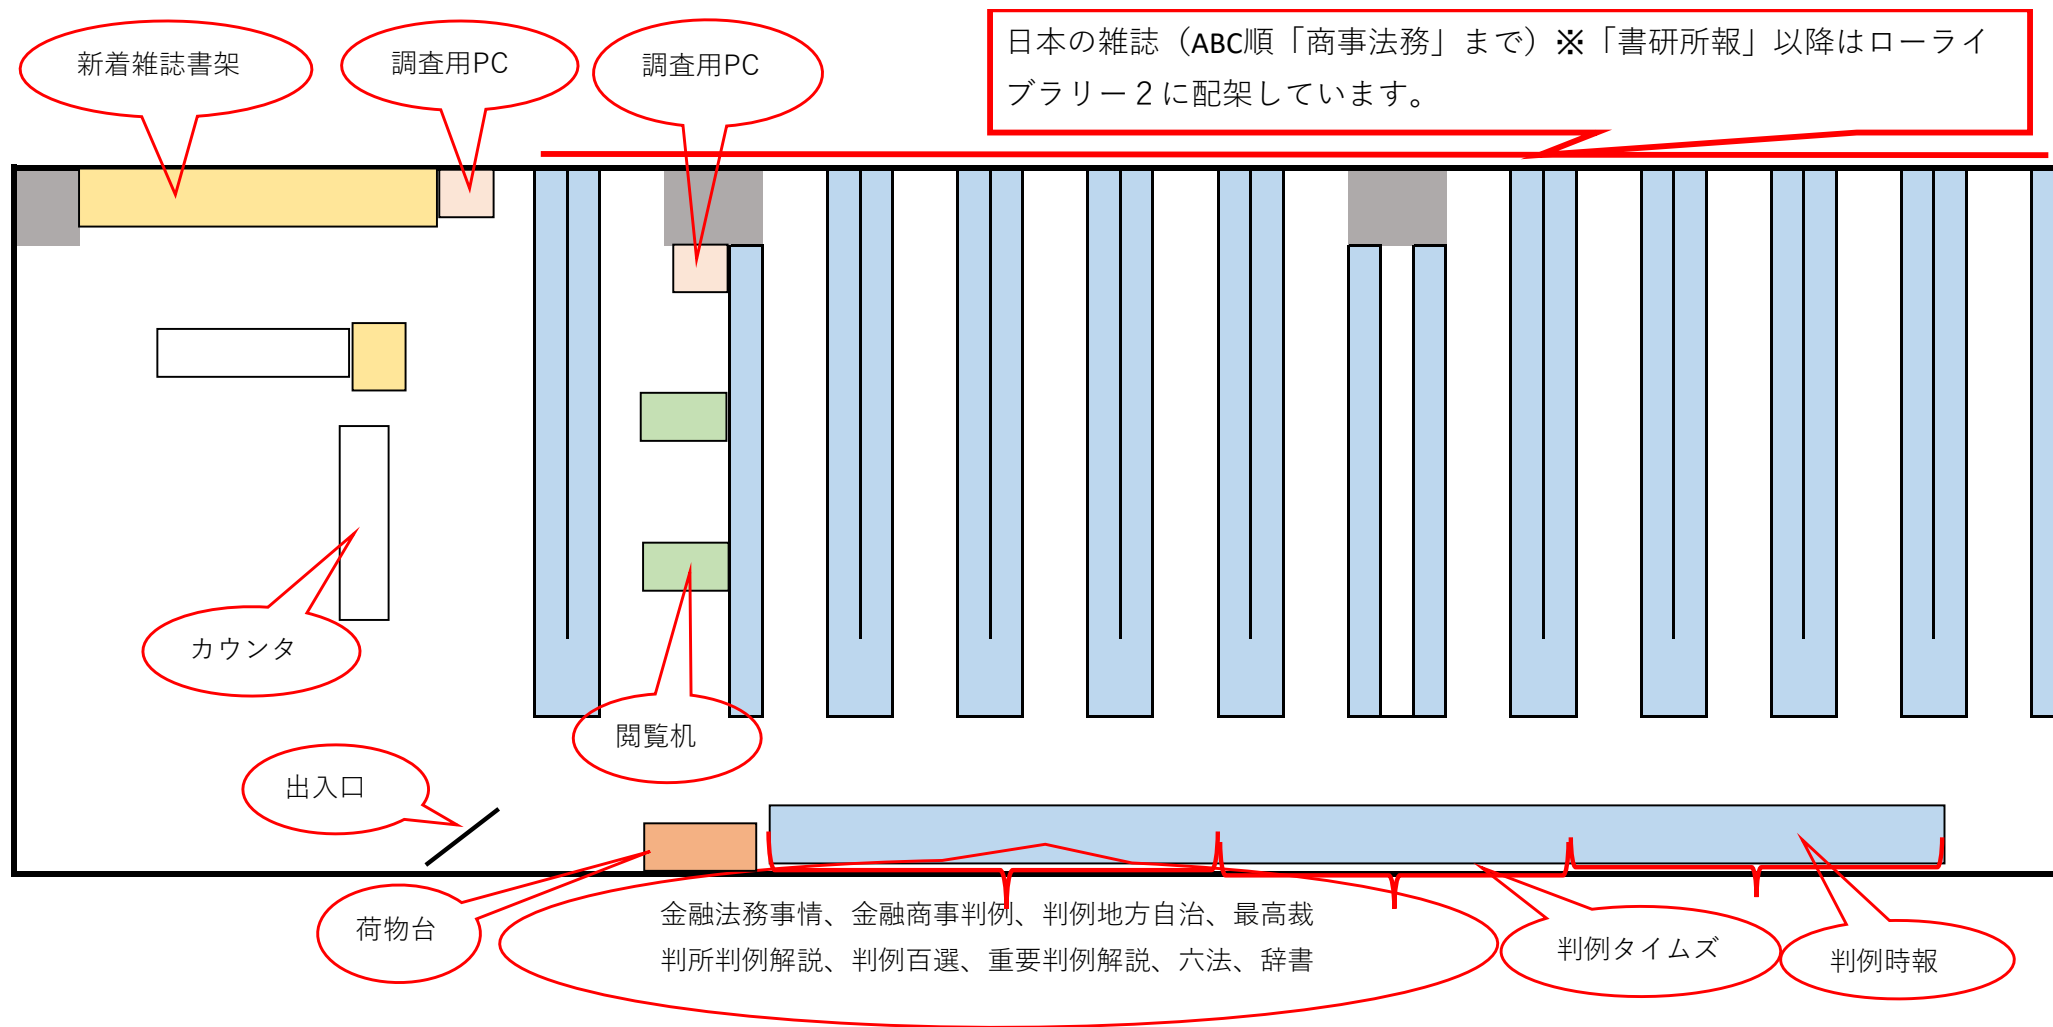 新着雑誌書架
調査用PC
調査用PC
日本の雑誌（ABC順「商事法務」まで）※「書研所報」以降はローライ
ブラリー２に配架しています。
カウンタ
閲覧机
出入口
荷物台
金融法務事情、金融商事判例、判例地方自治、最高裁
判所判例解説、判例百選、重要判例解説、六法、辞書
判例タイムズ
判例時報